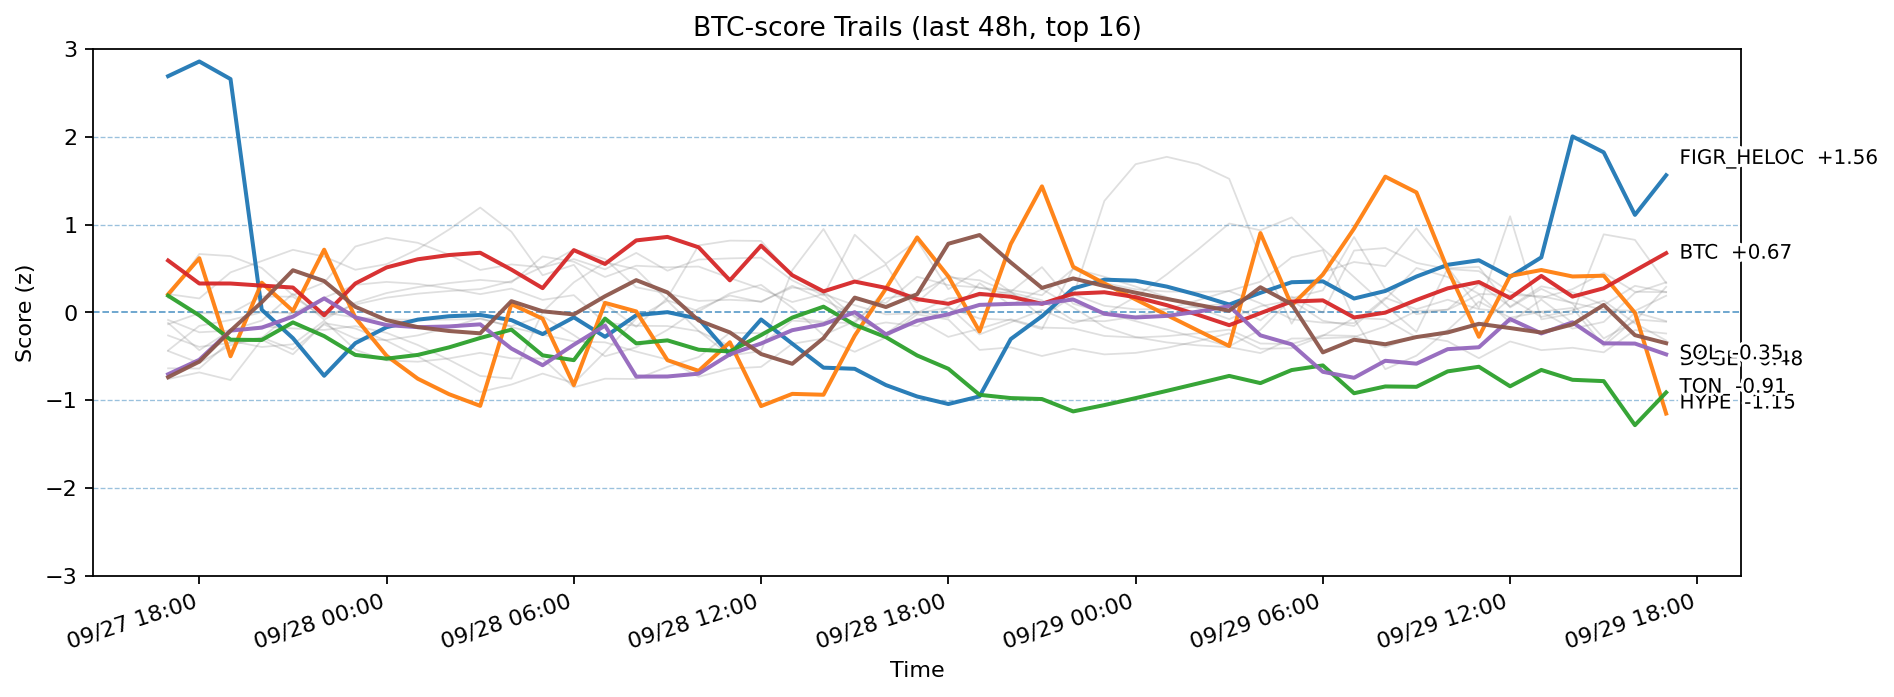 BTC-score Trails (last 48h, top 16)
Score (z)
3
2
1
0
−1
−2
−3
FIGR_HELOC +1.56
BTC +0.67
SOL -0.35
DOGE -0.48
TON -0.91
HYPE -1.15
09/27 18:00
09/28 00:00
09/28 06:00
09/28 12:00
09/28 18:00
09/29 00:00
09/29 06:00
09/29 12:00
09/29 18:00
Time